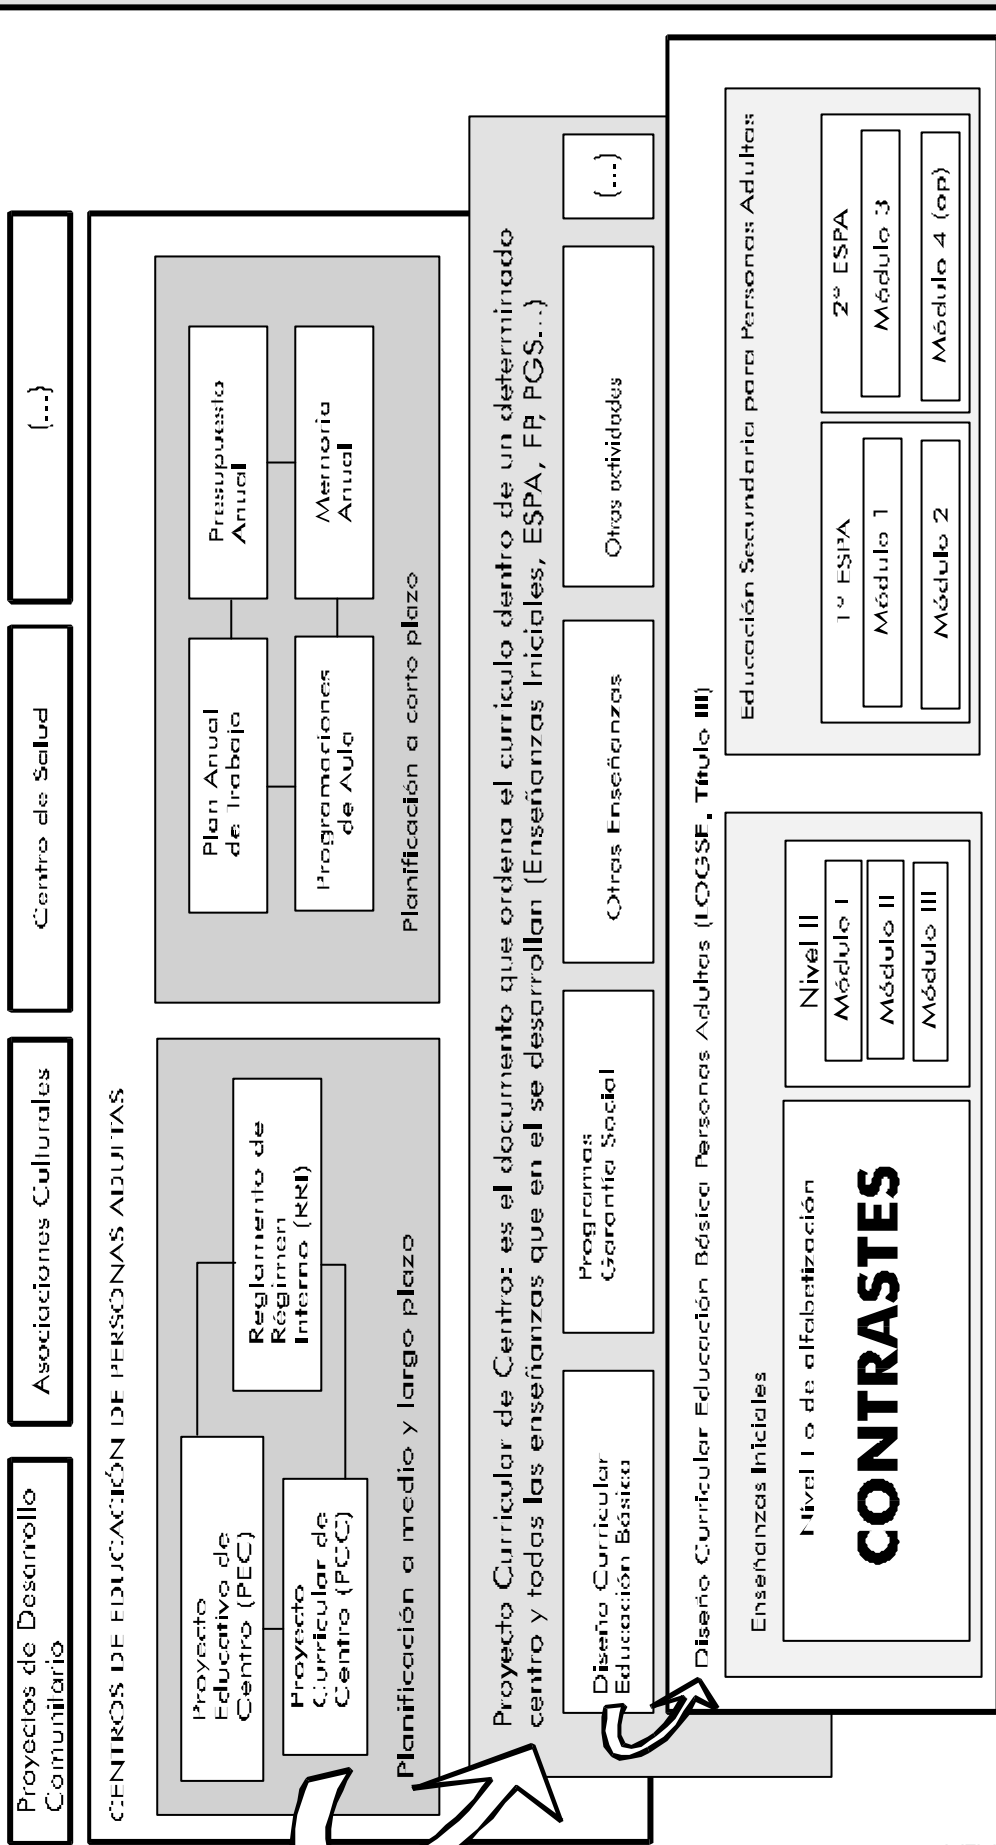 Proyectos de Desarrollo
Comunitario
Asociaciones Culturales
Centro de Salud
(...)
CENTROS DE EDUCACIÓN DE PERSONAS ADULTAS
Proyecto
Educativo de
Centro (PEC)
Proyecto
Curricular de
Centro (PCC)
Reglamento de
Régimen
Interno (RRI)
Planificación a medio y largo plazo
Plan Anual
de Trabajo
Presupuesto
Anual
Programaciones
de Aula
Memoria
Anual
Planificación a corto plazo
Proyecto Curricular de Centro: es el documento que ordena el curriculo dentro de un determinado
centro y todas las enseñanzas que en el se desarrollan (Enseñanzas Iniciales, ESPA, FP, PGS...)
Diseño Curricular
Educación Básica
Programas
Garantía Social
Otras Enseñanzas
Otras actividades
(...)
Diseño Curricular Educación Básica Personas Adultas (LOGSE, Título III)
Enseñanzas Iniciales
Nivel I o de alfabetización
CONTRASTES
Nivel II
Módulo I
Módulo II
Módulo III
Educación Secundaria para Personas Adultas
1º ESPA
Módulo 1
Módulo 2
2º ESPA
Módulo 3
Módulo 4 (op)